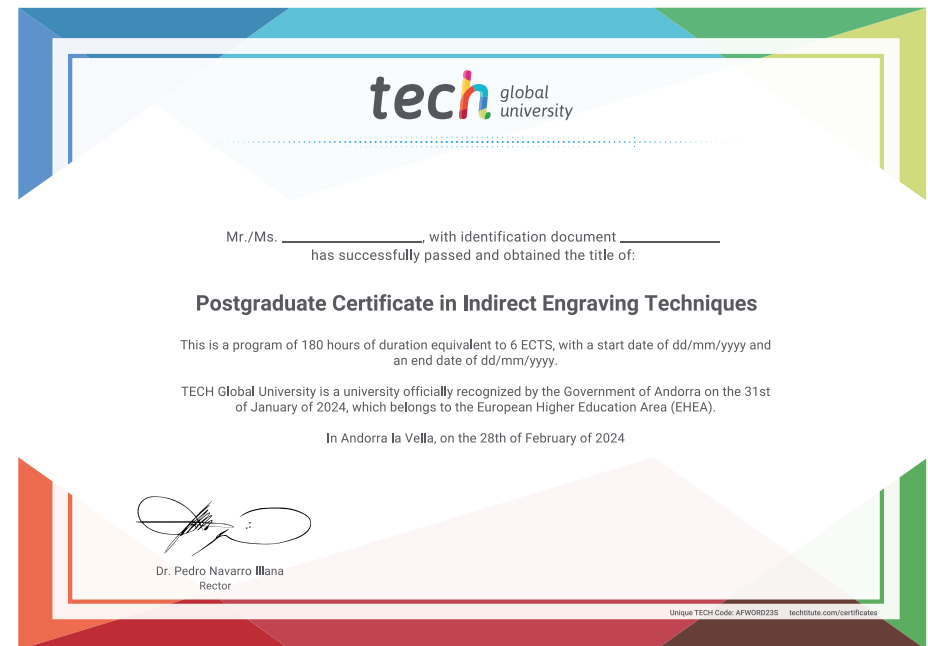 tech global
university
Mr./Ms. ____________, with identification document ____________
has successfully passed and obtained the title of:
Postgraduate Certificate in Indirect Engraving Techniques
This is a program of 180 hours of duration equivalent to 6 ECTS, with a start date of dd/mm/yyyy and
an end date of dd/mm/yyyy.
TECH Global University is a university officially recognized by the Government of Andorra on the 31st
of January of 2024, which belongs to the European Higher Education Area (EHEA).
In Andorra la Vella, on the 28th of February of 2024
Dr. Pedro Navarro Illana
Rector
Unique TECH Code: AFWORD23S techtitute.com/certificates